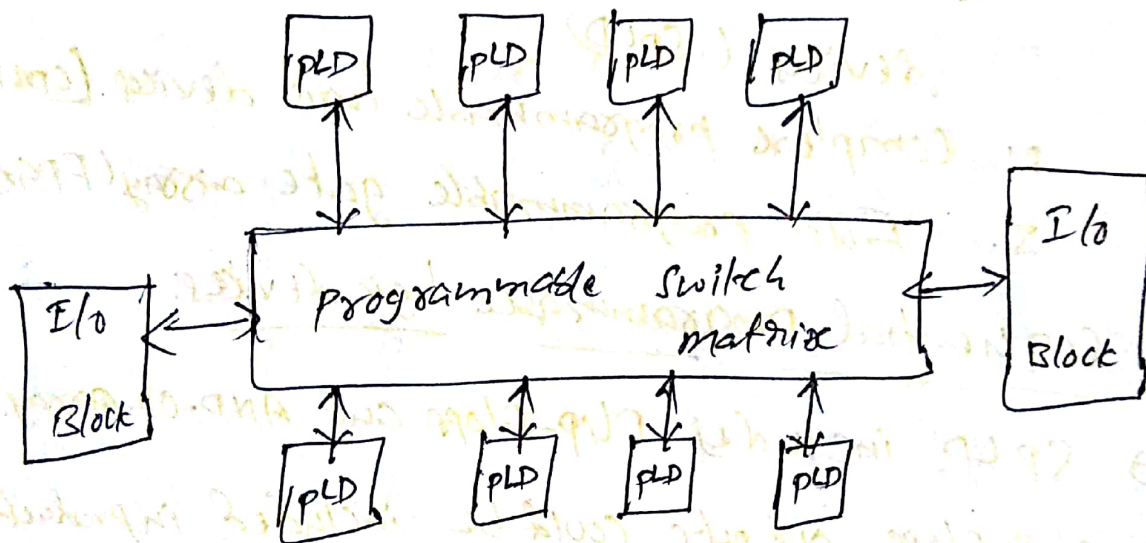 PLD PLD PLD PLD
I/o
Block
programmable switch
matrix
I/o
Block
PLD PLD PLD PLD